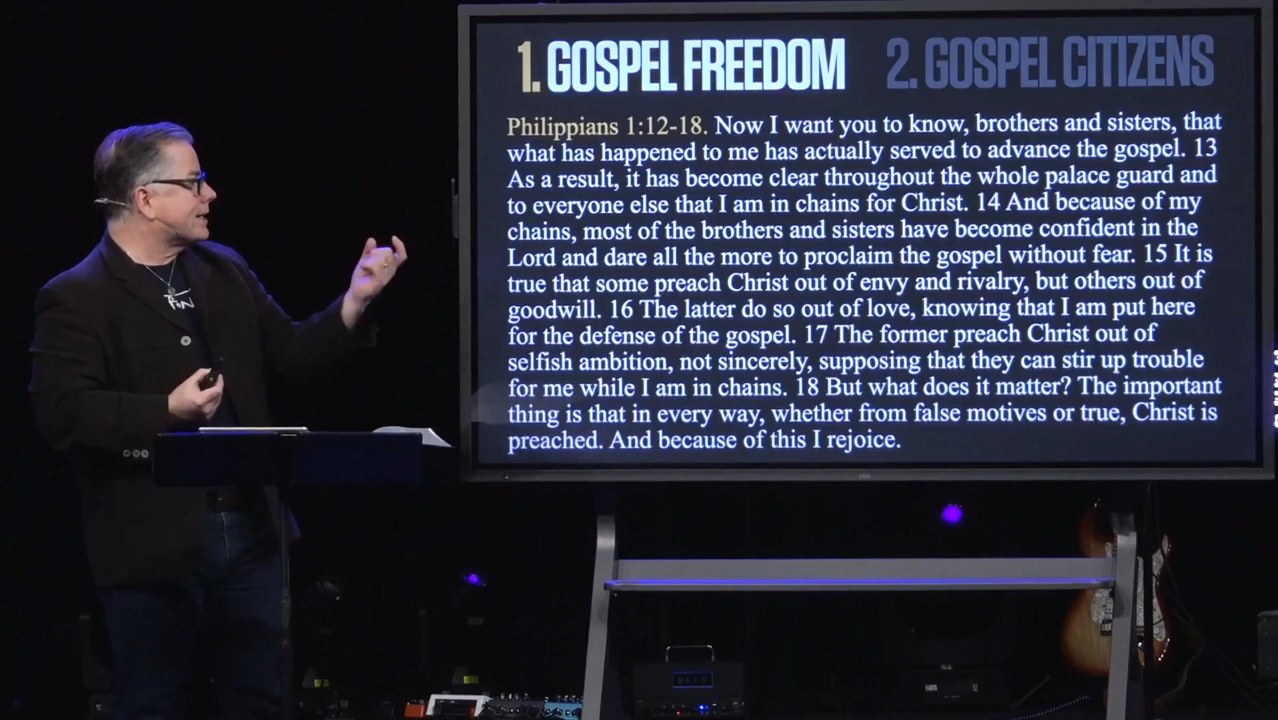 1. GOSPEL FREEDOM 2. GOSPEL CITIZENS
Philippians 1:12-18. Now I want you to know, brothers and sisters, that
what has happened to me has actually served to advance the gospel. 13
As a result, it has become clear throughout the whole palace guard and
to everyone else that I am in chains for Christ. 14 And because of my
chains, most of the brothers and sisters have become confident in the
Lord and dare all the more to proclaim the gospel without fear. 15 It is
true that some preach Christ out of envy and rivalry, but others out of
goodwill. 16 The latter do so out of love, knowing that I am put here
for the defense of the gospel. 17 The former preach Christ out of
selfish ambition, not sincerely, supposing that they can stir up trouble
for me while I am in chains. 18 But what does it matter? The important
thing is that in every way, whether from false motives or true, Christ is
preached. And because of this I rejoice.